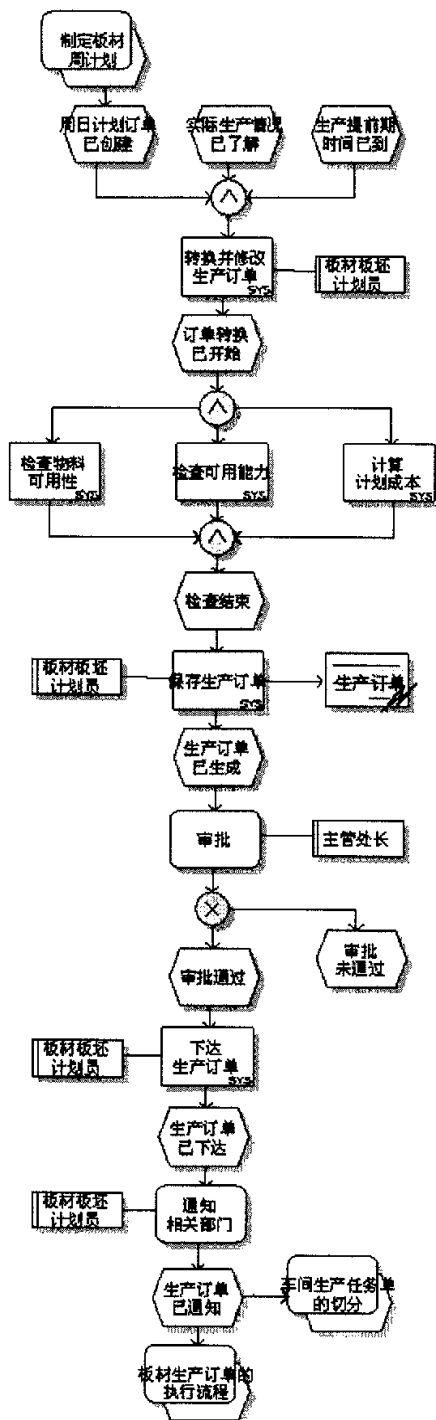 制定板材
周计划
周日计划订单
已创建
实际生产情况
已了解
生产提前期
时间已到
转换并修改
生产订单
SYS
板材板坯
计划员
订单转换
已开始
检查物料
可用性
SYS
检查可用能力
SYS
计算
计划成本
SYS
检查结束
板材板坯
计划员
保存生产订单
SYS
生产订单
生产订单
已生成
审批
主管处长
审批通过
审批
未通过
板材板坯
计划员
下达
生产订单
SYS
生产订单
已下达
板材板坯
计划员
通知
相关部门
生产订单
已通知
车间生产任务单
的切分
板材生产订单的
执行流程